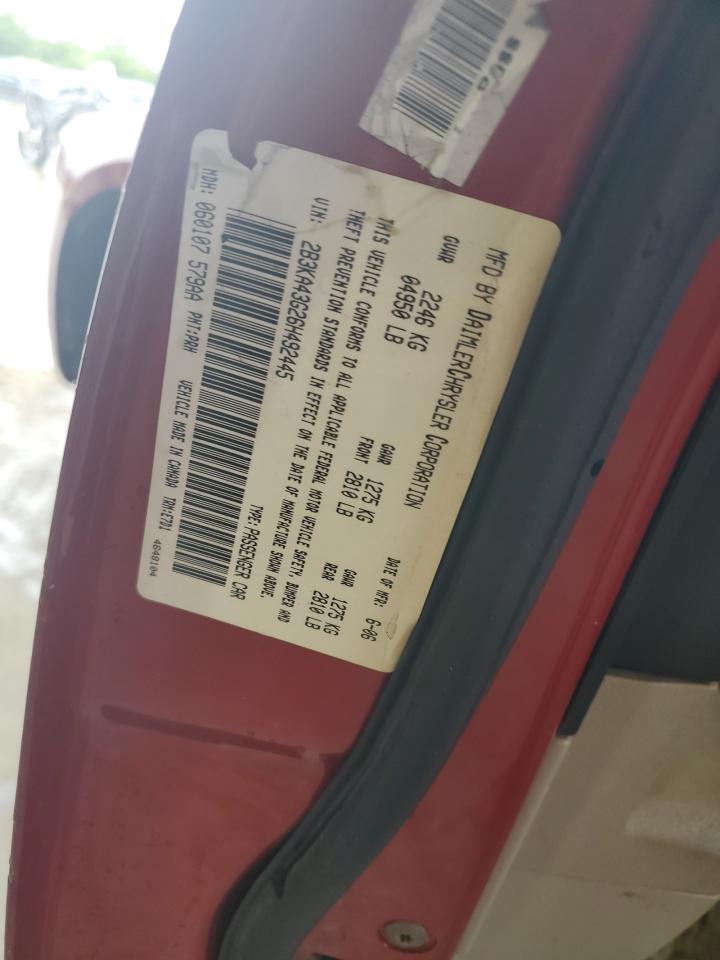 MFD BY DAIMLERCHRYSLER CORPORATION
DATE OF MFR: 6-06
GVWR 2246 KG 04950 LB
GAWR FRONT 1275 KG 2810 LB
GAWR REAR 1275 KG 2810 LB
THIS VEHICLE CONFORMS TO ALL APPLICABLE FEDERAL MOTOR VEHICLE SAFETY, BUMPER AND
THEFT PREVENTION STANDARDS IN EFFECT ON THE DATE OF MANUFACTURE SHOWN ABOVE.
VIN: 2B3KA43G26H492445
TYPE: PASSENGER CAR
MDH: 060107 579AA PNT:PRH VEHICLE MADE IN CANADA TRM:E7D1 4648104